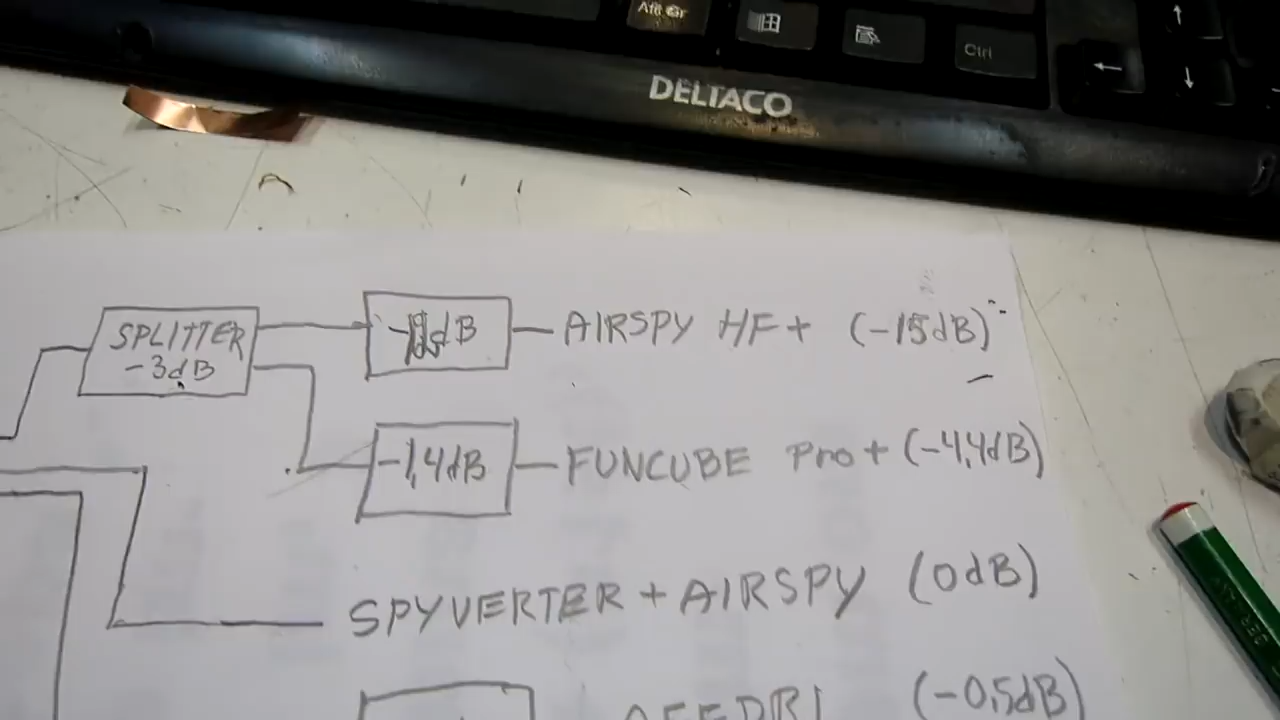 Alt Gr
Ctrl
DELTACO
SPLITTER
-3dB
dB
AIRSPY HF+ (-15dB)
-1,4dB
FUNCUBE Pro+ (-4,4dB)
SPYVERTER + AIRSPY (0dB)
AFEDRI (-0,5dB)